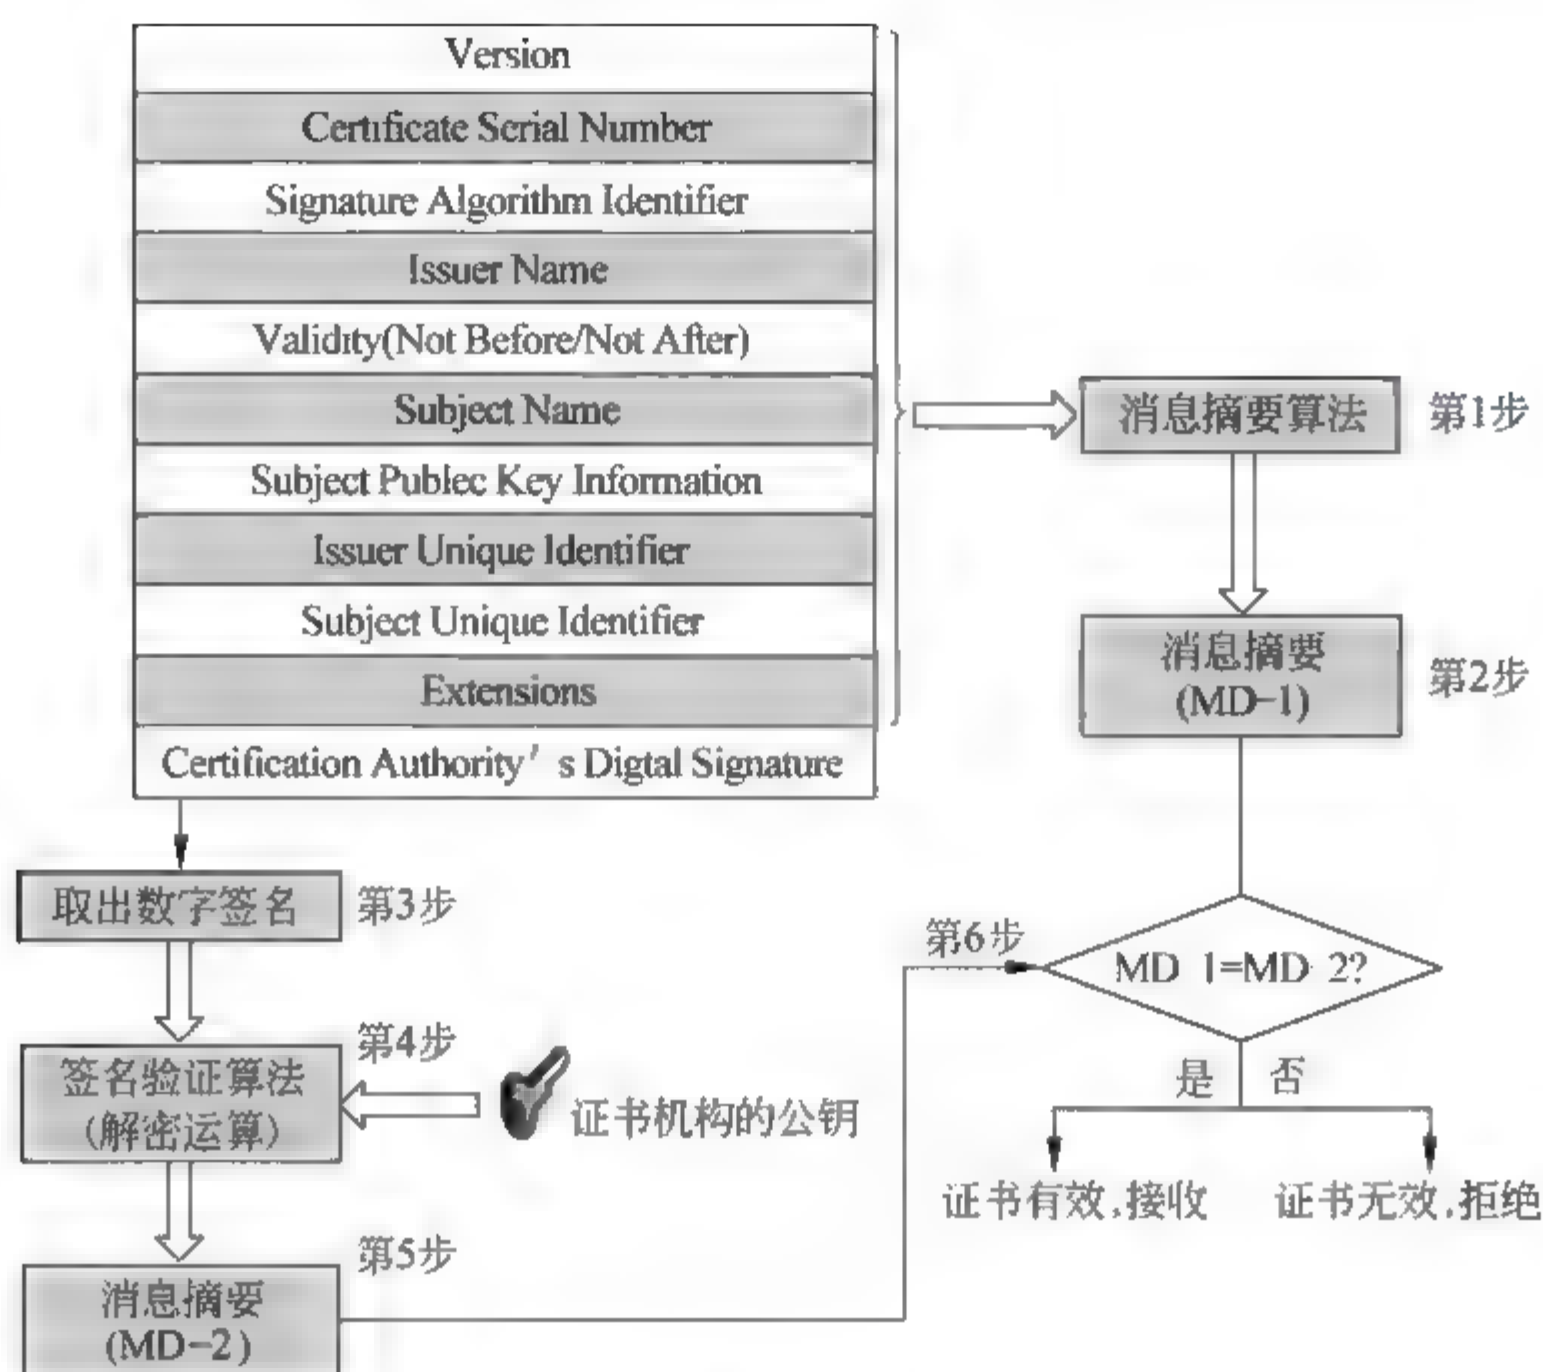 Version
Certificate Serial Number
Signature Algorithm Identifier
Issuer Name
Validity(Not Before/Not After)
Subject Name
Subject Publec Key Information
Issuer Unique Identifier
Subject Unique Identifier
Extensions
Certification Authority′ s Digtal Signature
消息摘要算法
第1步
消息摘要
(MD-1)
第2步
取出数字签名
第3步
签名验证算法
(解密运算)
第4步
证书机构的公钥
消息摘要
(MD-2)
第5步
第6步
MD 1=MD 2?
是
否
证书有效,接收
证书无效,拒绝